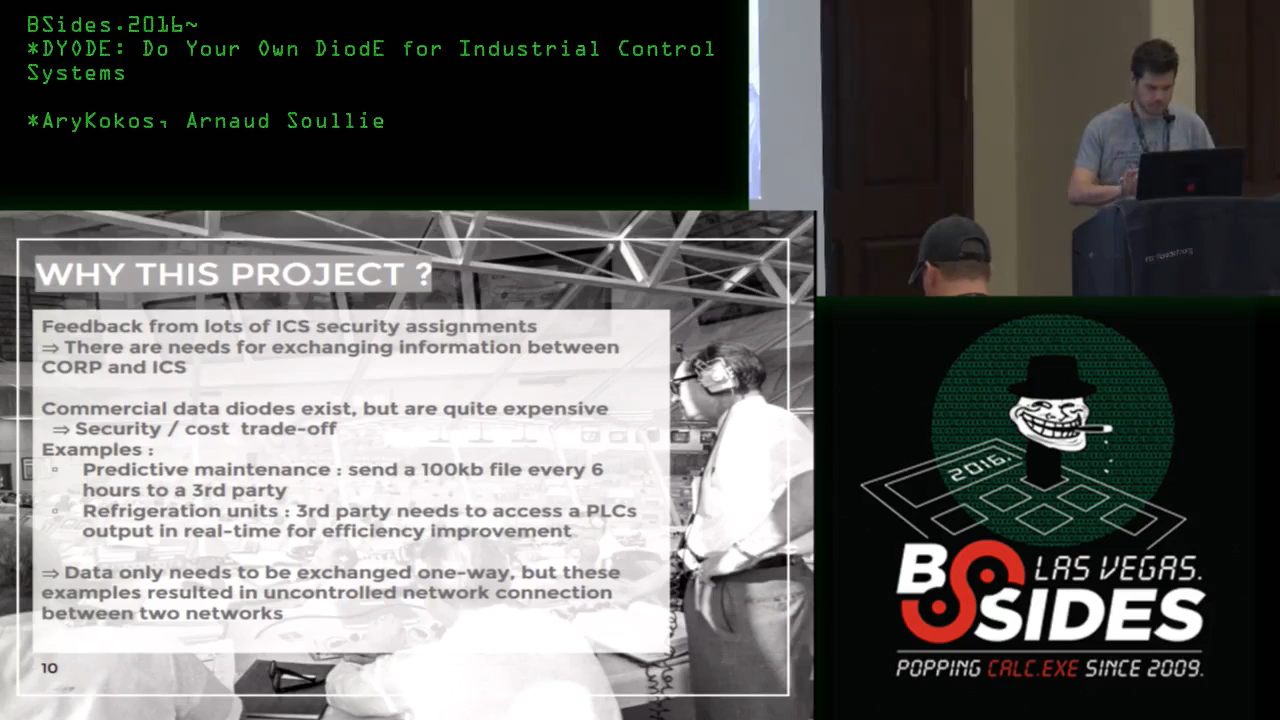 BSides.2016~
*DYODE: Do Your Own DiodE for Industrial Control
Systems
*AryKokos, Arnaud Soullie
WHY THIS PROJECT ?
Feedback from lots of ICS security assignments
⇒ There are needs for exchanging information between
CORP and ICS
Commercial data diodes exist, but are quite expensive
⇒ Security / cost trade-off
Examples :
▫ Predictive maintenance : send a 100kb file every 6
hours to a 3rd party
▫ Refrigeration units : 3rd party needs to access a PLCs
output in real-time for efficiency improvement
⇒ Data only needs to be exchanged one-way, but these
examples resulted in uncontrolled network connection
between two networks
10
2016.
BSIDES
LAS VEGAS.
POPPING CALC.EXE SINCE 2009.